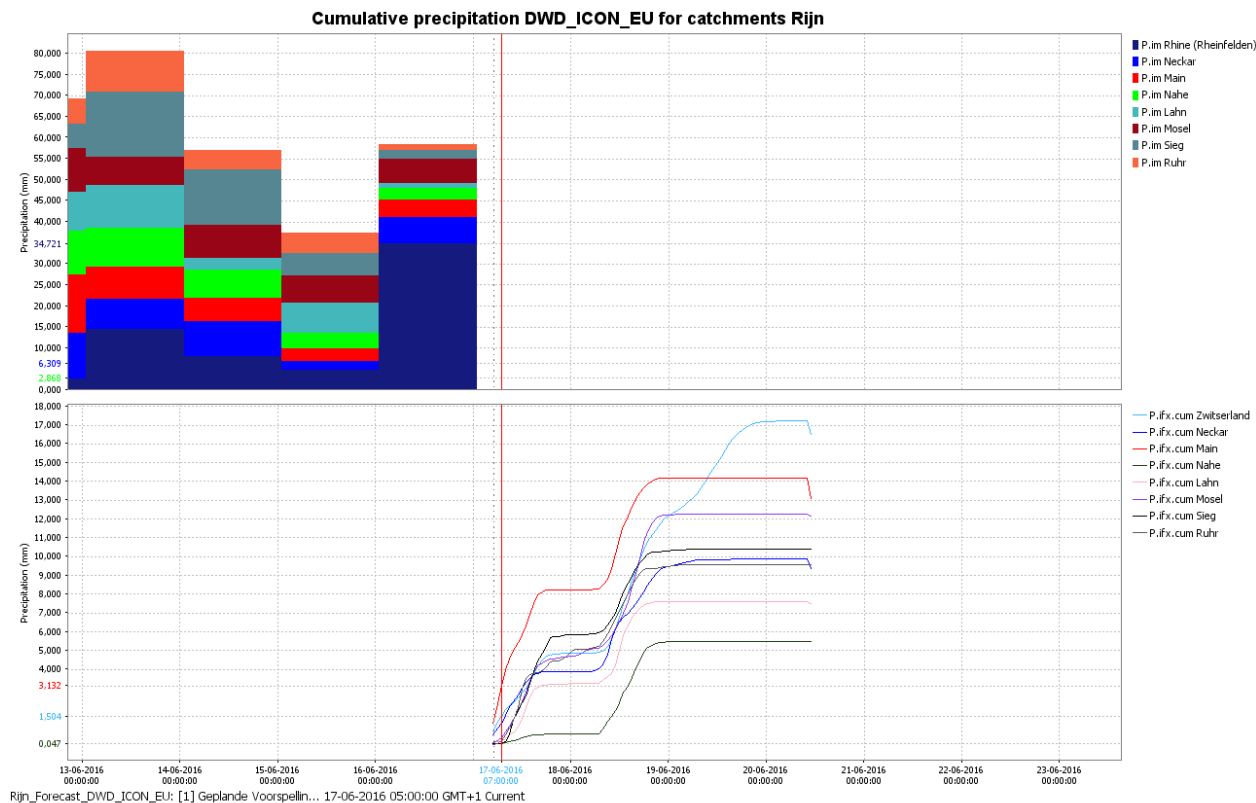 Cumulative precipitation DWD_ICON_EU for catchments Rijn
80,000
75,000
70,000
65,000
60,000
55,000
50,000
45,000
40,000
34,721
30,000
25,000
20,000
15,000
10,000
6,309
2,868
0,000
Precipitation (mm)
P.im Rhine (Rheinfelden)
P.im Neckar
P.im Main
P.im Nahe
P.im Lahn
P.im Mosel
P.im Sieg
P.im Ruhr
18,000
17,000
16,000
15,000
14,000
13,000
12,000
11,000
10,000
9,000
8,000
7,000
6,000
5,000
4,000
3,132
1,504
0,047
Precipitation (mm)
P.ifx.cum Zwitserland
P.ifx.cum Neckar
P.ifx.cum Main
P.ifx.cum Nahe
P.ifx.cum Lahn
P.ifx.cum Mosel
P.ifx.cum Sieg
P.ifx.cum Ruhr
13-06-2016 14-06-2016 15-06-2016 16-06-2016 17-06-2016 18-06-2016 19-06-2016 20-06-2016 21-06-2016 22-06-2016 23-06-2016
00:00:00 00:00:00 00:00:00 00:00:00 07:00:00 00:00:00 00:00:00 00:00:00 00:00:00 00:00:00 00:00:00
Rijn_Forecast_DWD_ICON_EU: [1] Geplande Voorspellin... 17-06-2016 05:00:00 GMT+1 Current